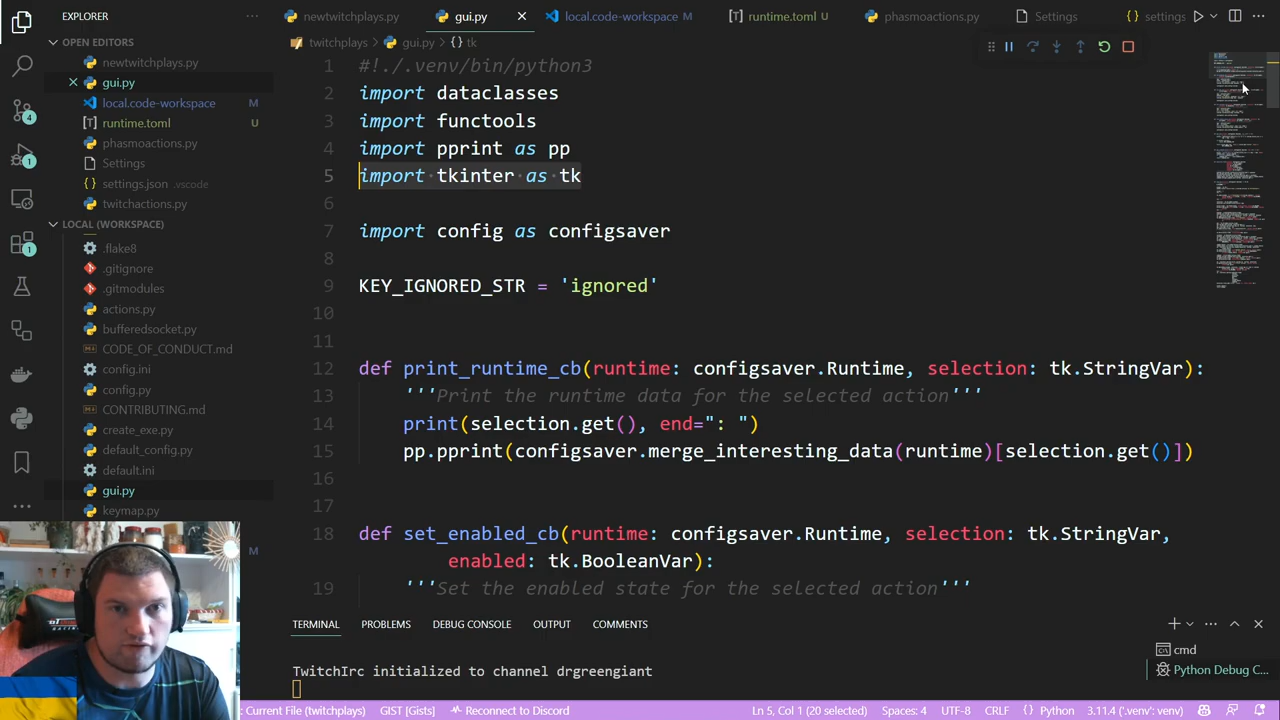 newtwitchplays.py
gui.py
local.code-workspace
M
runtime.toml
U
phasmoactions.py
Settings
settings
EXPLORER
OPEN EDITORS
newtwitchplays.py
gui.py
local.code-workspace
M
runtime.toml
U
phasmoactions.py
Settings
settings.json .vscode
twitchactions.py
LOCAL (WORKSPACE)
.flake8
.gitignore
.gitmodules
actions.py
bufferedsocket.py
CODE_OF_CONDUCT.md
config.ini
config.py
CONTRIBUTING.md
create_exe.py
default_config.py
default.ini
gui.py
keymap.py
M
4
1
1
twitchplays > gui.py > {} tk
1 #!./.venv/bin/python3
2 import dataclasses
3 import functools
4 import pprint as pp
5 import tkinter as tk
6
7 import config as configsaver
8
9 KEY_IGNORED_STR = 'ignored'
10
11
12 def print_runtime_cb(runtime: configsaver.Runtime, selection: tk.StringVar):
13 '''Print the runtime data for the selected action'''
14 print(selection.get(), end=": ")
15 pp.pprint(configsaver.merge_interesting_data(runtime)[selection.get()])
16
17
18 def set_enabled_cb(runtime: configsaver.Runtime, selection: tk.StringVar,
enabled: tk.BooleanVar):
19 '''Set the enabled state for the selected action'''
TERMINAL
PROBLEMS
DEBUG CONSOLE
OUTPUT
COMMENTS
cmd
Python Debug C...
TwitchIrc initialized to channel drgreengiant
Current File (twitchplays)
GIST [Gists]
Reconnect to Discord
Ln 5, Col 1 (20 selected)
Spaces: 4
UTF-8
CRLF
{} Python
3.11.4 ('.venv': venv)